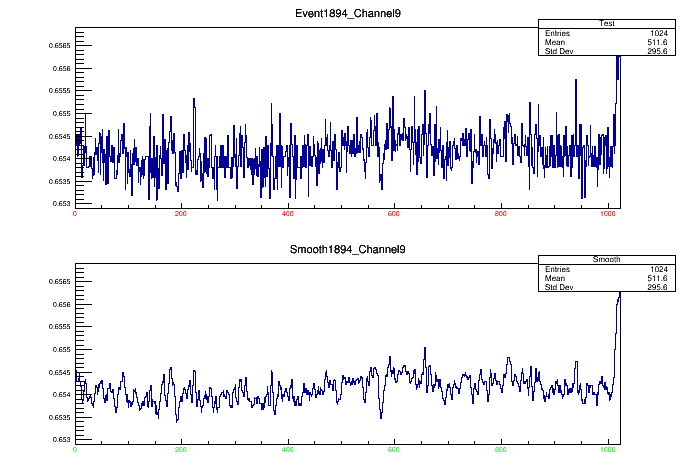 Event1894_Channel9
Test
Entries 1024
Mean 511.6
Std Dev 295.6
0.6565
0.656
0.6555
0.655
0.6545
0.654
0.6535
0.653
0 200 400 600 800 1000
Smooth1894_Channel9
Smooth
Entries 1024
Mean 511.6
Std Dev 295.6
0.6565
0.656
0.6555
0.655
0.6545
0.654
0.6535
0.653
0 200 400 600 800 1000